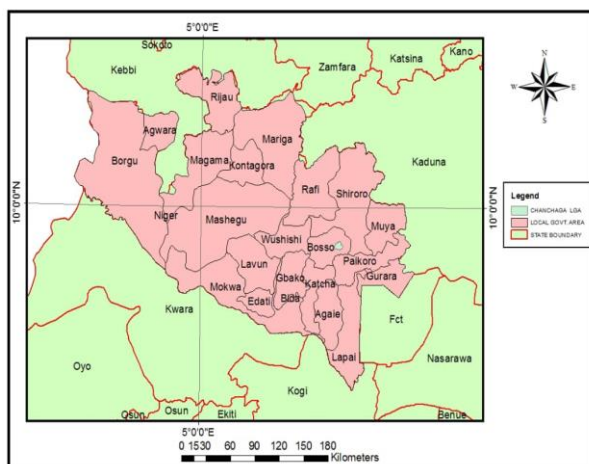 5°0'0"E
Sokoto
Kebbi
Zamfara
Katsina
Kano
Rijau
Agwara
Mariga
Borgu
Magama
Kontagora
Kaduna
Rafi
Shiroro
10°0'0"N
10°0'0"N
Niger
Mashegu
Muya
Wushishi
Bosso
Lavun
Gbako
Paikoro
Katcha
Gurara
Mokwa
Edati
Bida
Kwara
Agaie
Fct
Lapai
Oyo
Nasarawa
Kogi
Osun
Osun
Ekiti
Benue
5°0'0"E
0 15 30 60 90 120 150 180
Kilometers
N
W E
S
Legend
CHANCHAGA LGA
LOCAL GOVT. AREA
STATE BOUNDARY